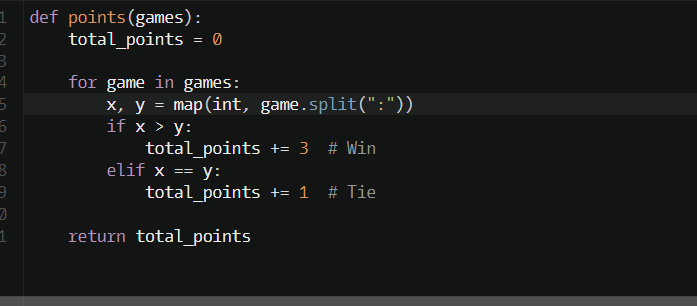 1 def points(games):
2     total_points = 0
3
4     for game in games:
5         x, y = map(int, game.split(":"))
6         if x > y:
7             total_points += 3  # Win
8         elif x == y:
9             total_points += 1  # Tie
0
1     return total_points